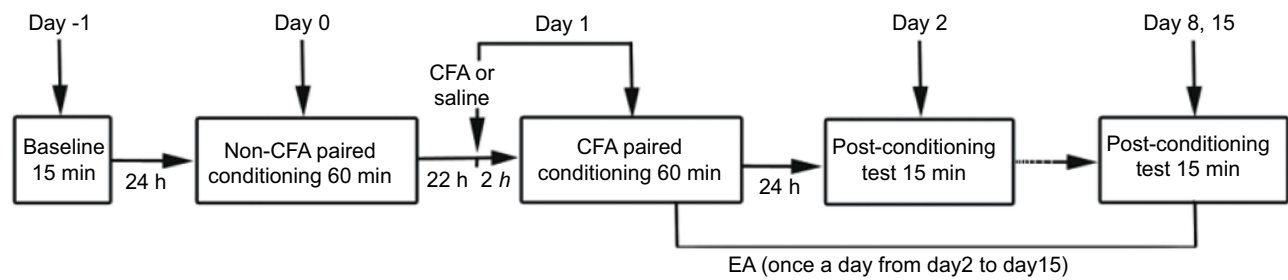 Day -1
Day 0
Day 1
Day 2
Day 8, 15
CFA or
saline
Baseline
15 min
24 h
Non-CFA paired
conditioning 60 min
22 h
2 h
CFA paired
conditioning 60 min
24 h
Post-conditioning
test 15 min
Post-conditioning
test 15 min
EA (once a day from day2 to day15)